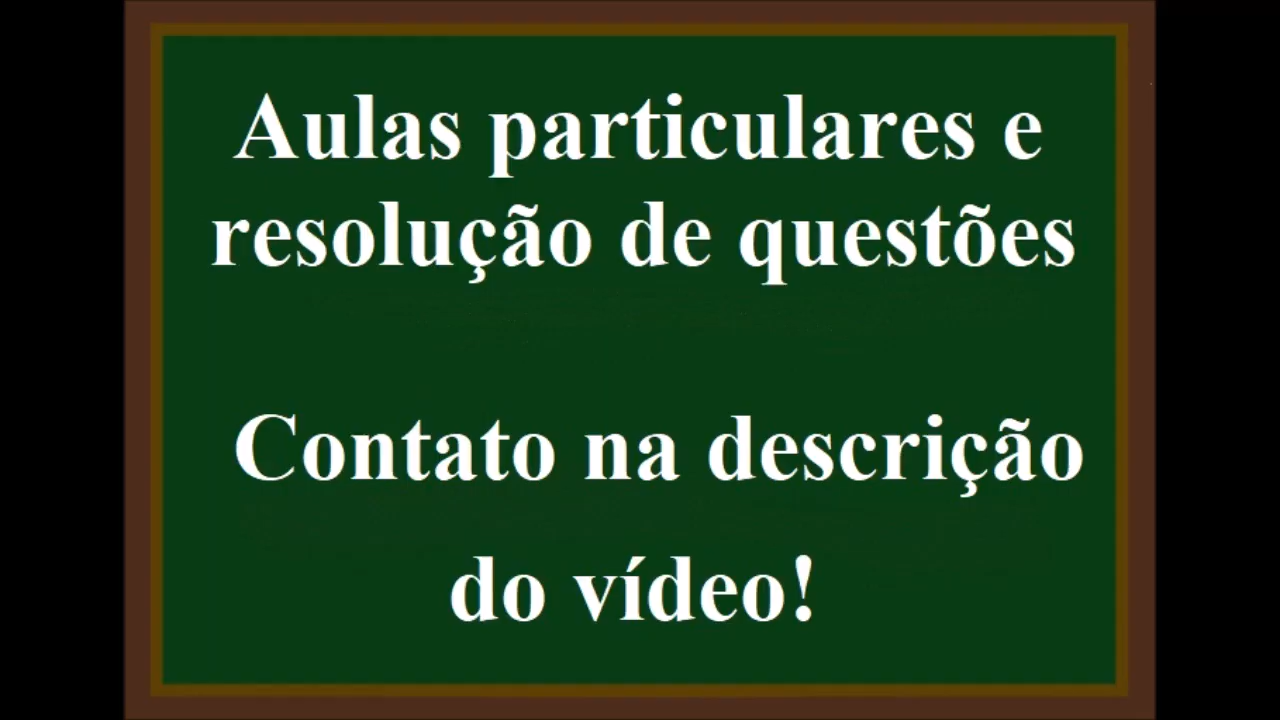 Aulas particulares e
resolução de questões
Contato na descrição
do vídeo!